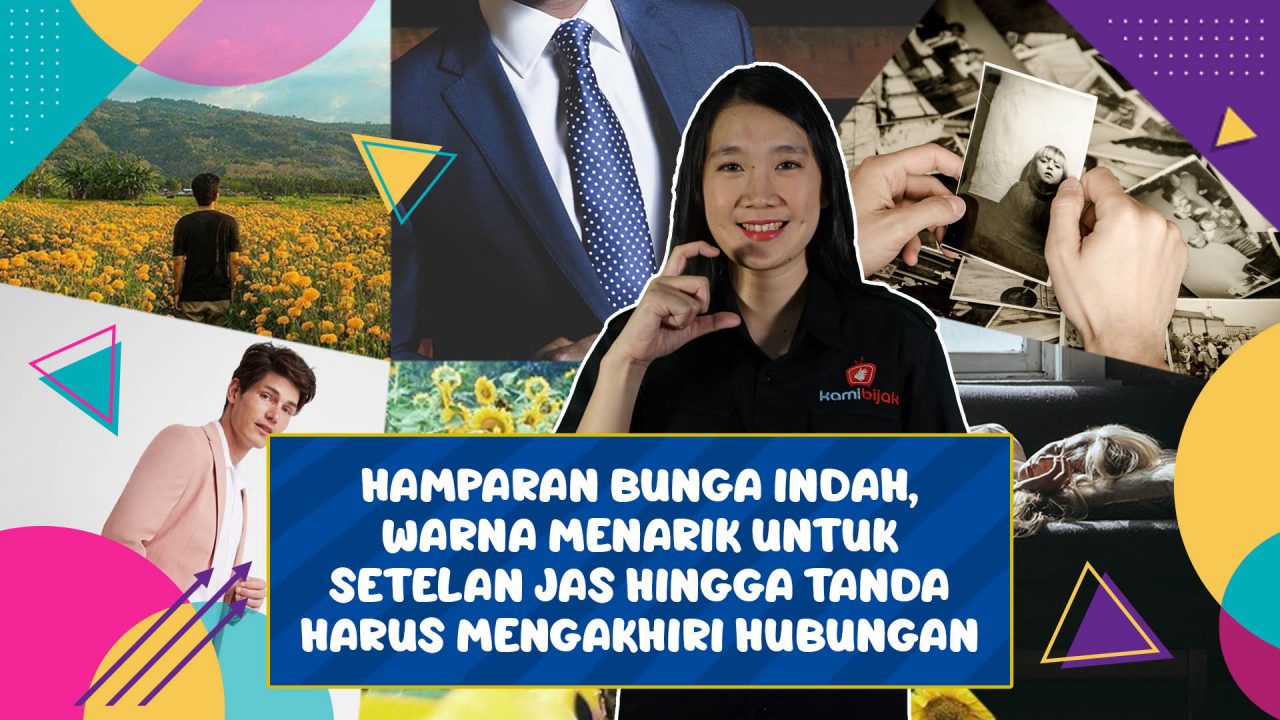 kamibijak
HAMPARAN BUNGA INDAH,
WARNA MENARIK UNTUK
SETELAN JAS HINGGA TANDA
HARUS MENGAKHIRI HUBUNGAN